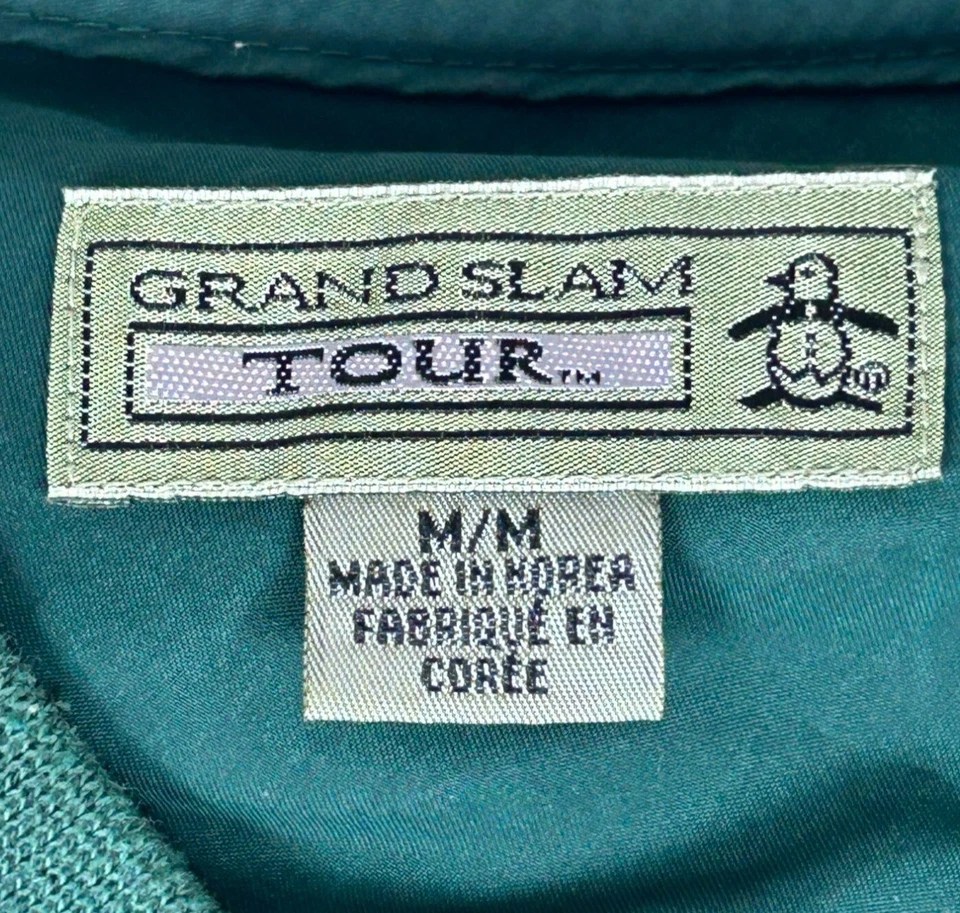 GRAND SLAM
TOUR™
M/M
MADE IN KOREA
FABRIQUÉ EN
CORÉE